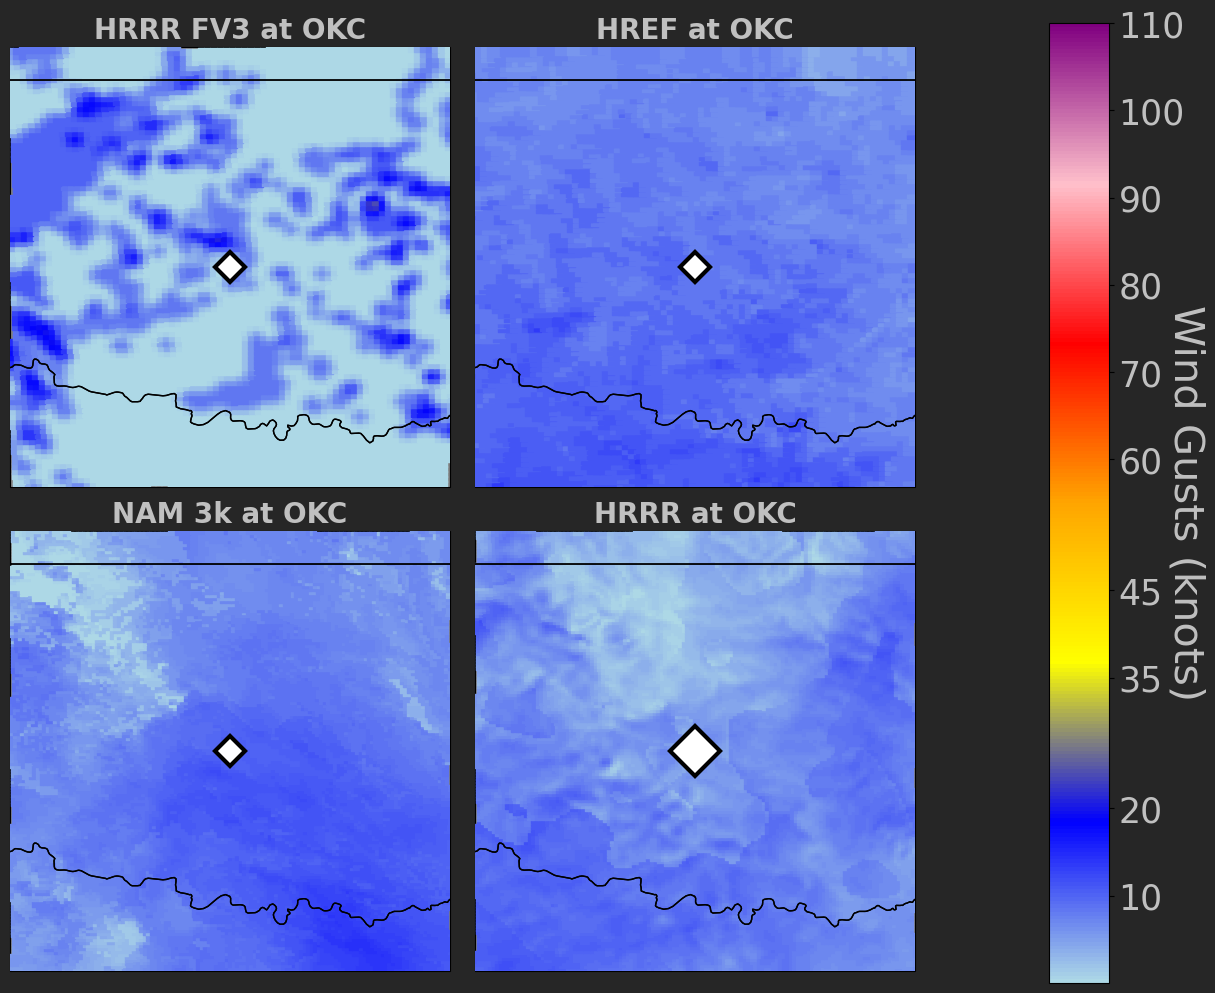 HRRR FV3 at OKC
HREF at OKC
NAM 3k at OKC
HRRR at OKC
110
100
90
80
70
60
45
35
20
10
Wind Gusts (knots)